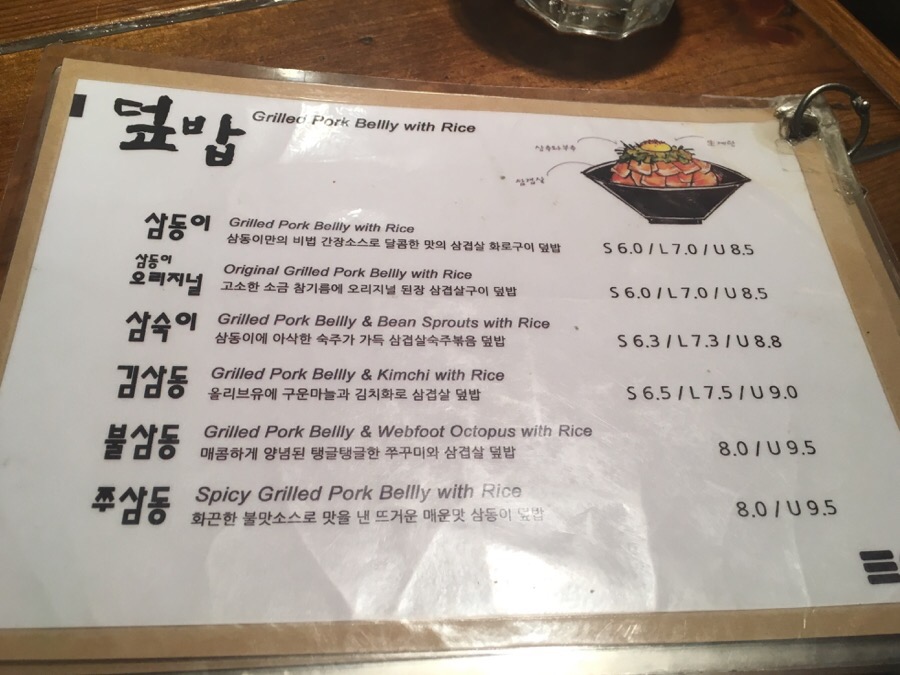 덮밥 Grilled Pork Bellly with Rice
삼겹살
삼동이 Grilled Pork Bellly with Rice
삼동이만의 비법 간장소스로 달콤한 맛의 삼겹살 화로구이 덮밥 S 6.0 / L 7.0 / U 8.5
삼동이 오리지널 Original Grilled Pork Bellly with Rice
고소한 소금 참기름에 오리지널 된장 삼겹살구이 덮밥 S 6.0 / L 7.0 / U 8.5
삼숙이 Grilled Pork Bellly & Bean Sprouts with Rice
삼동이에 아삭한 숙주가 가득 삼겹살숙주볶음 덮밥 S 6.3 / L 7.3 / U 8.8
김삼동 Grilled Pork Bellly & Kimchi with Rice
올리브유에 구운마늘과 김치화로 삼겹살 덮밥 S 6.5 / L 7.5 / U 9.0
불삼동 Grilled Pork Bellly & Webfoot Octopus with Rice
매콤하게 양념된 탱글탱글한 쭈꾸미와 삼겹살 덮밥 8.0 / U 9.5
쭈삼동 Spicy Grilled Pork Bellly with Rice
화끈한 불맛소스로 맛을 낸 뜨거운 매운맛 삼동이 덮밥 8.0 / U 9.5